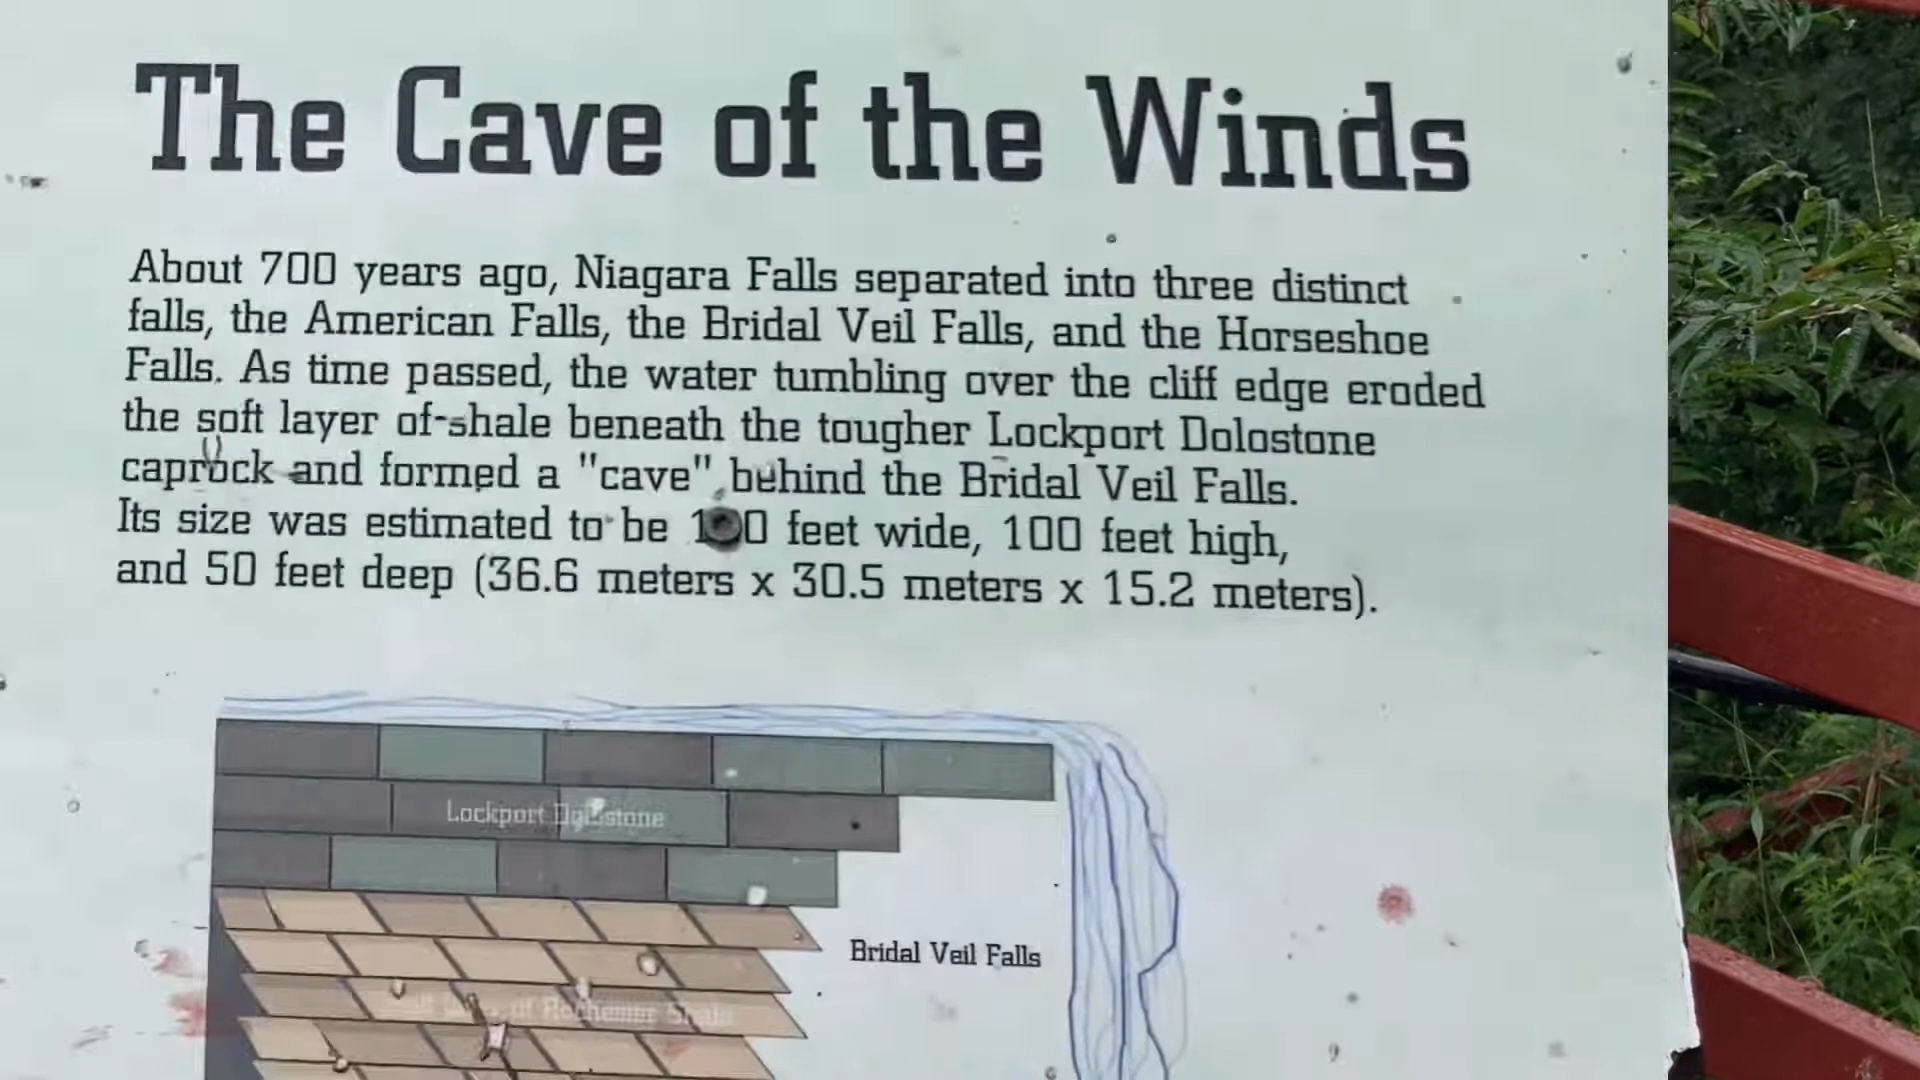 The Cave of the Winds
About 700 years ago, Niagara Falls separated into three distinct
falls, the American Falls, the Bridal Veil Falls, and the Horseshoe
Falls. As time passed, the water tumbling over the cliff edge eroded
the soft layer of shale beneath the tougher Lockport Dolostone
caprock and formed a "cave" behind the Bridal Veil Falls.
Its size was estimated to be feet wide, 100 feet high,
and 50 feet deep (36.6 meters x 30.5 meters x 15.2 meters).
Lockport Dolostone
Bridal Veil Falls
of Rochester Shale